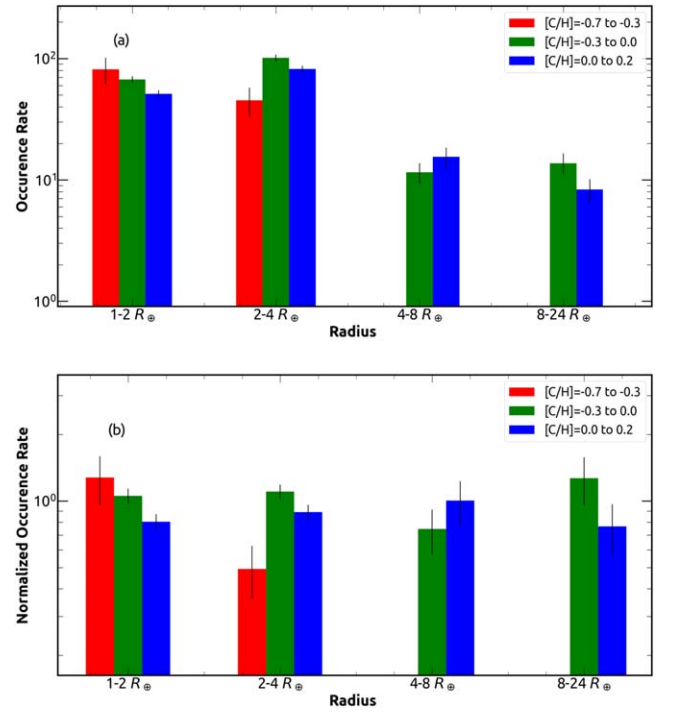 (a)
[C/H]=-0.7 to -0.3
[C/H]=-0.3 to 0.0
[C/H]=0.0 to 0.2
Occurence Rate
10²
10¹
10⁰
1-2 R⊕ 2-4 R⊕ 4-8 R⊕ 8-24 R⊕
Radius
(b)
[C/H]=-0.7 to -0.3
[C/H]=-0.3 to 0.0
[C/H]=0.0 to 0.2
Normalized Occurence Rate
10⁰
1-2 R⊕ 2-4 R⊕ 4-8 R⊕ 8-24 R⊕
Radius